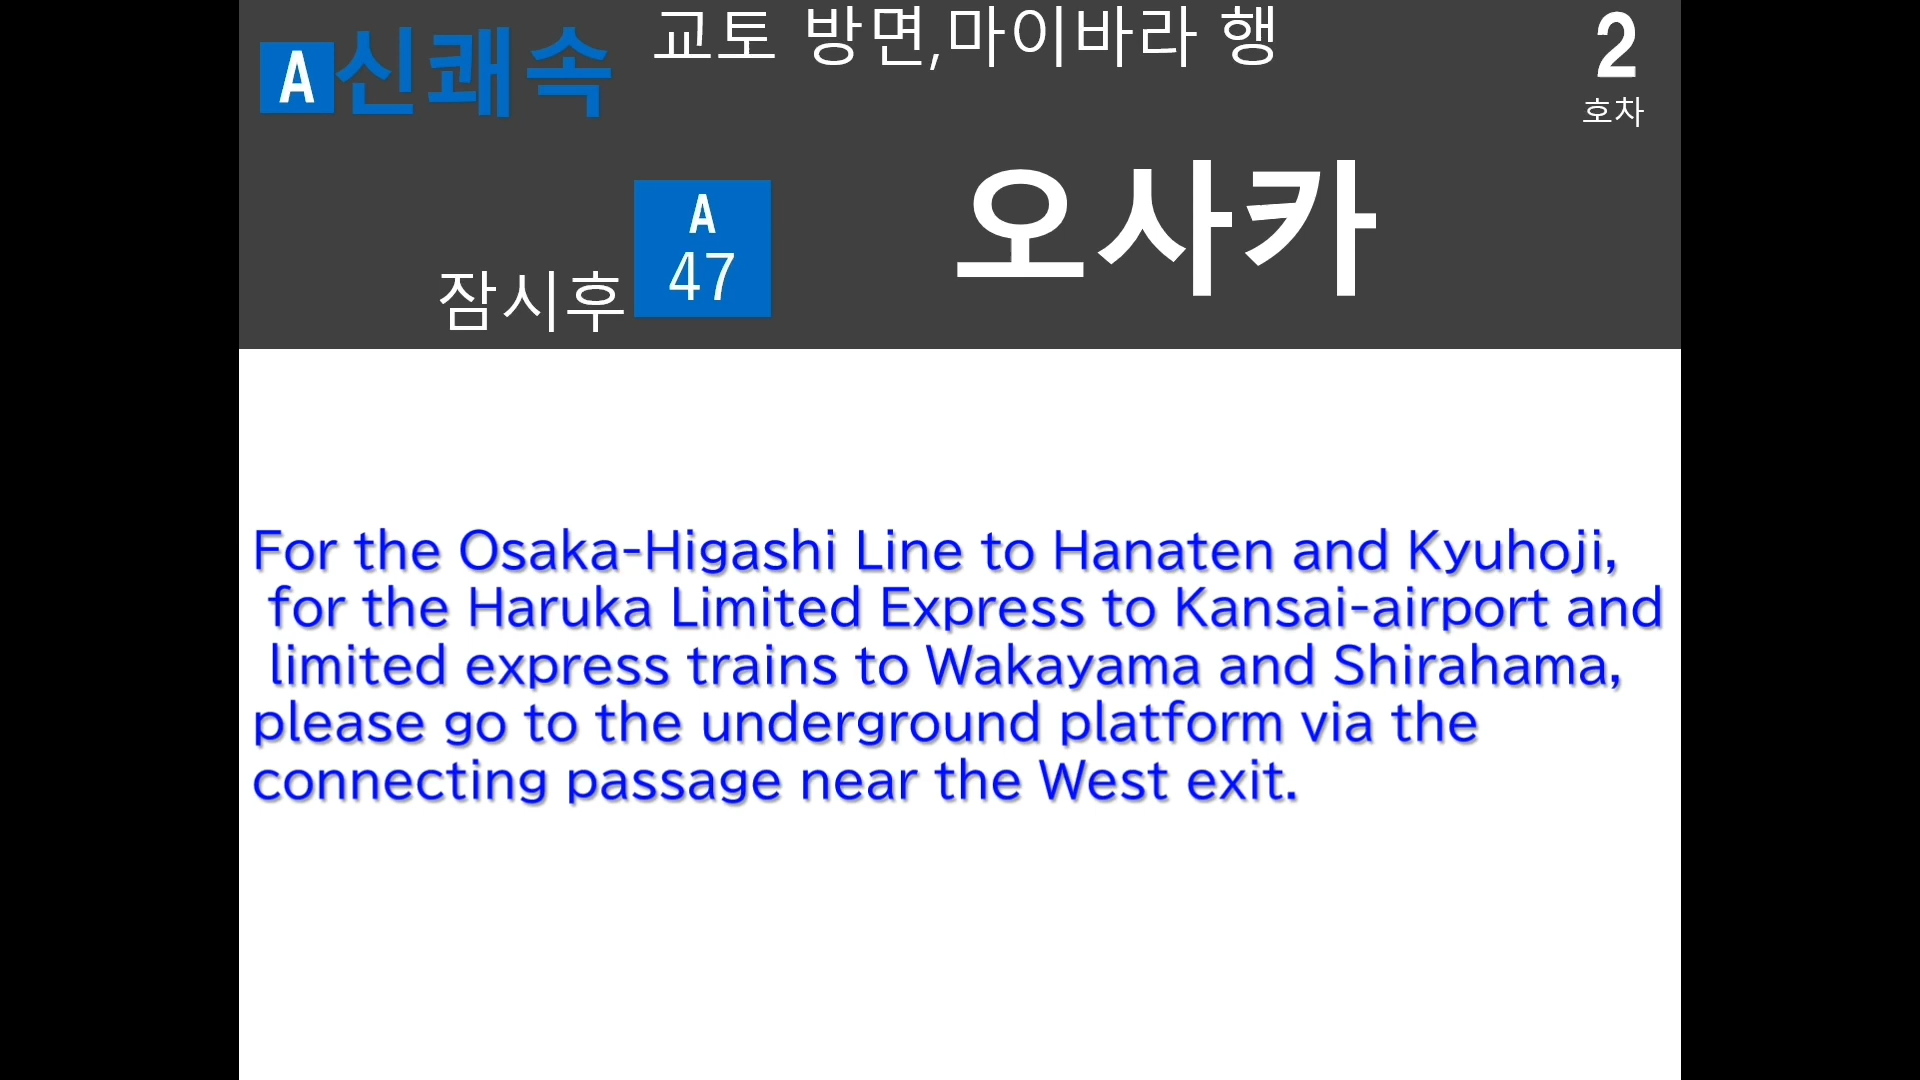 A 신쾌속
교토 방면,마이바라 행
2
호차
잠시후
A
47
오사카
For the Osaka-Higashi Line to Hanaten and Kyuhoji,
for the Haruka Limited Express to Kansai-airport and
limited express trains to Wakayama and Shirahama,
please go to the underground platform via the
connecting passage near the West exit.